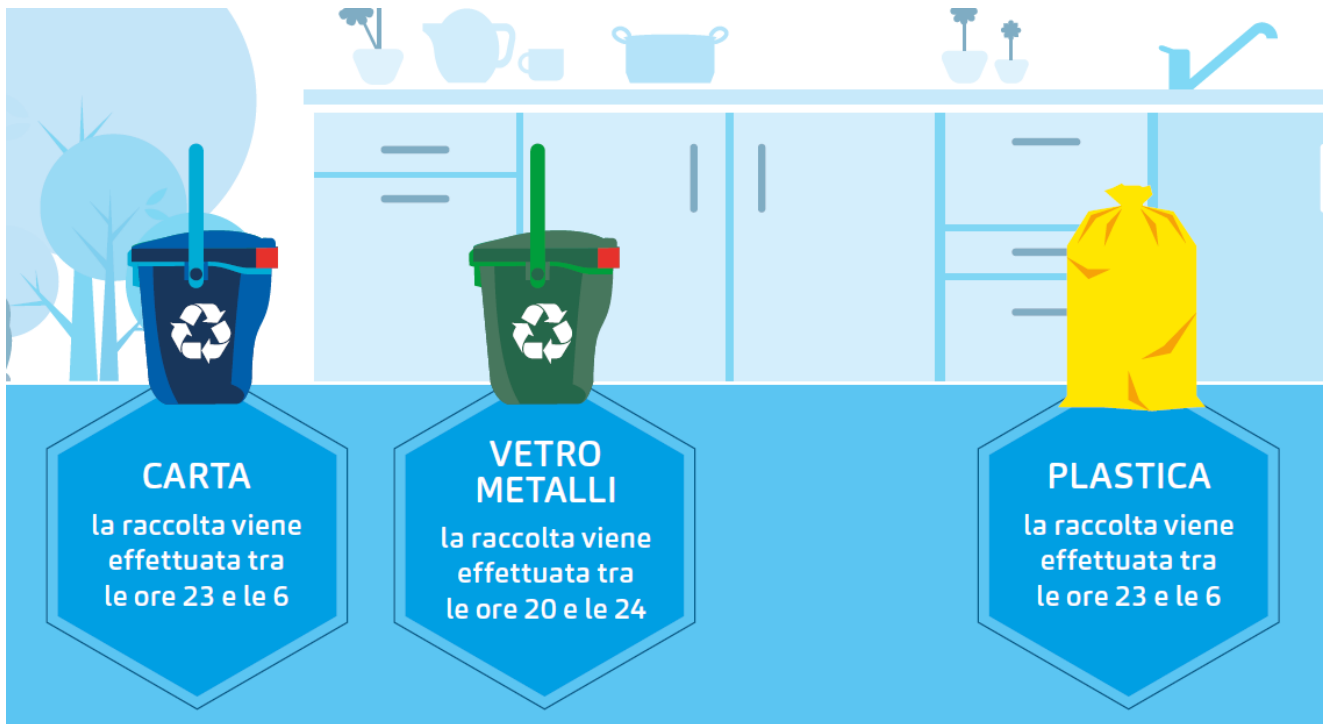 CARTA
la raccolta viene
effettuata tra
le ore 23 e le 6
VETRO
METALLI
la raccolta viene
effettuata tra
le ore 20 e le 24
PLASTICA
la raccolta viene
effettuata tra
le ore 23 e le 6